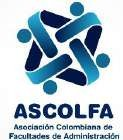 ASCOLFA
Asociación Colombiana de
Facultades de Administración